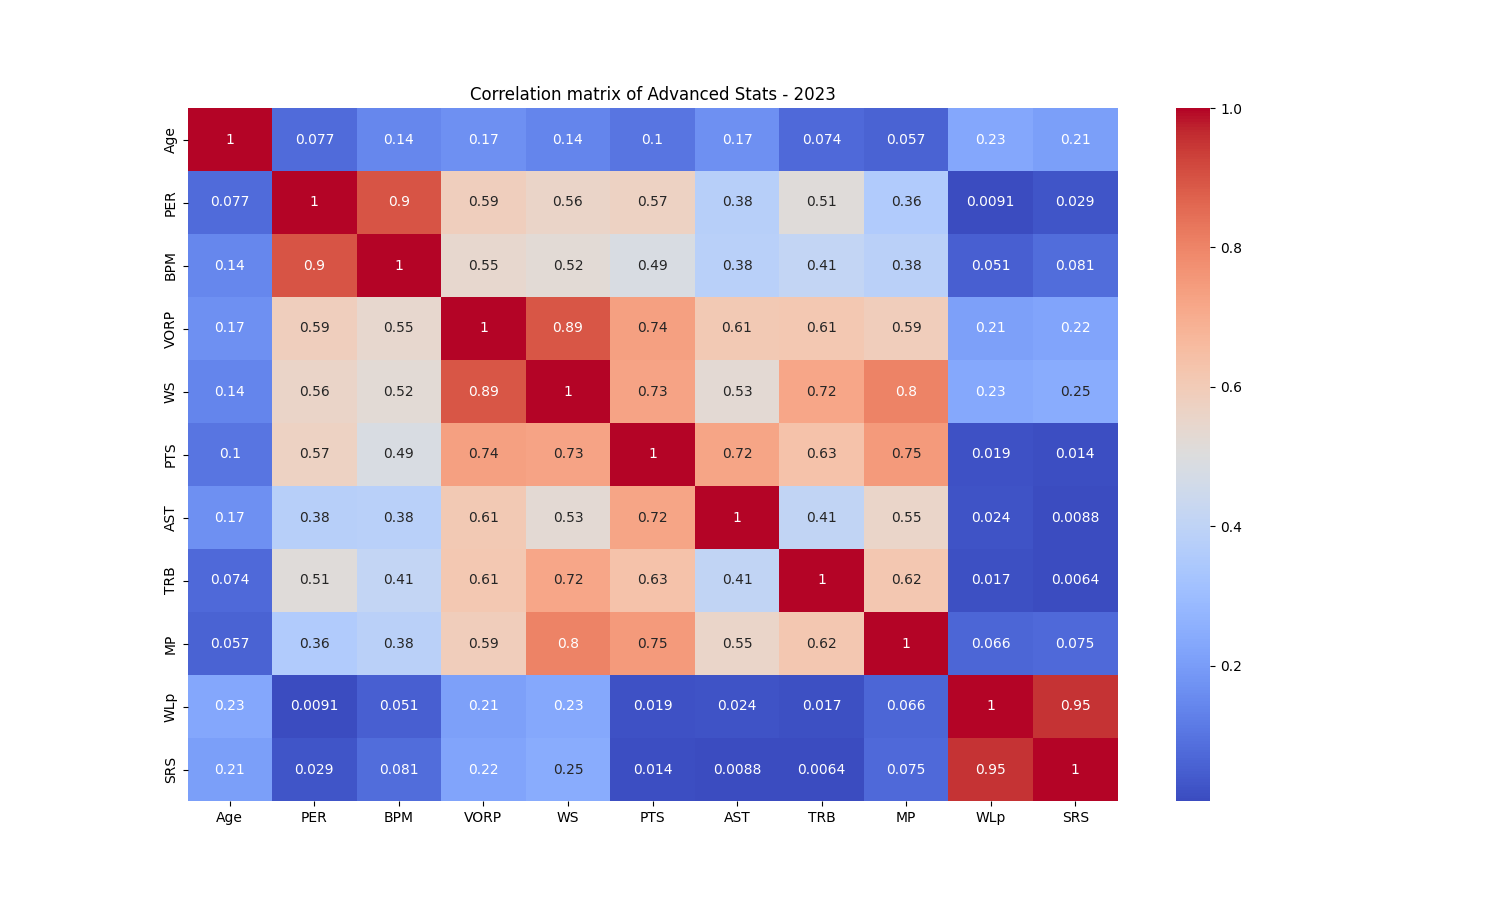 Correlation matrix of Advanced Stats - 2023
Age 1 0.077 0.14 0.17 0.14 0.1 0.17 0.074 0.057 0.23 0.21
PER 0.077 1 0.9 0.59 0.56 0.57 0.38 0.51 0.36 0.0091 0.029
BPM 0.14 0.9 1 0.55 0.52 0.49 0.38 0.41 0.38 0.051 0.081
VORP 0.17 0.59 0.55 1 0.89 0.74 0.61 0.61 0.59 0.21 0.22
WS 0.14 0.56 0.52 0.89 1 0.73 0.53 0.72 0.8 0.23 0.25
PTS 0.1 0.57 0.49 0.74 0.73 1 0.72 0.63 0.75 0.019 0.014
AST 0.17 0.38 0.38 0.61 0.53 0.72 1 0.41 0.55 0.024 0.0088
TRB 0.074 0.51 0.41 0.61 0.72 0.63 0.41 1 0.62 0.017 0.0064
MP 0.057 0.36 0.38 0.59 0.8 0.75 0.55 0.62 1 0.066 0.075
WLp 0.23 0.0091 0.051 0.21 0.23 0.019 0.024 0.017 0.066 1 0.95
SRS 0.21 0.029 0.081 0.22 0.25 0.014 0.0088 0.0064 0.075 0.95 1
Age PER BPM VORP WS PTS AST TRB MP WLp SRS
1.0
0.8
0.6
0.4
0.2